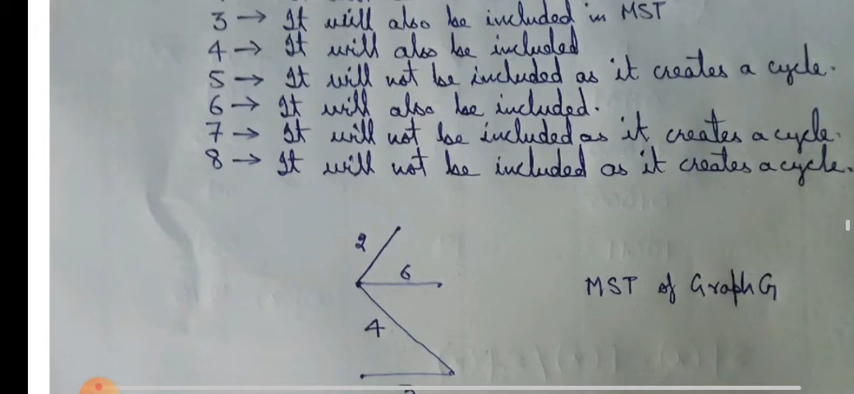 3 → It will also be included in MST
4 → It will also be included
5 → It will not be included as it creates a cycle.
6 → It will also be included.
7 → It will not be included as it creates a cycle.
8 → It will not be included as it creates a cycle.
2
6
MST of Graph G
4